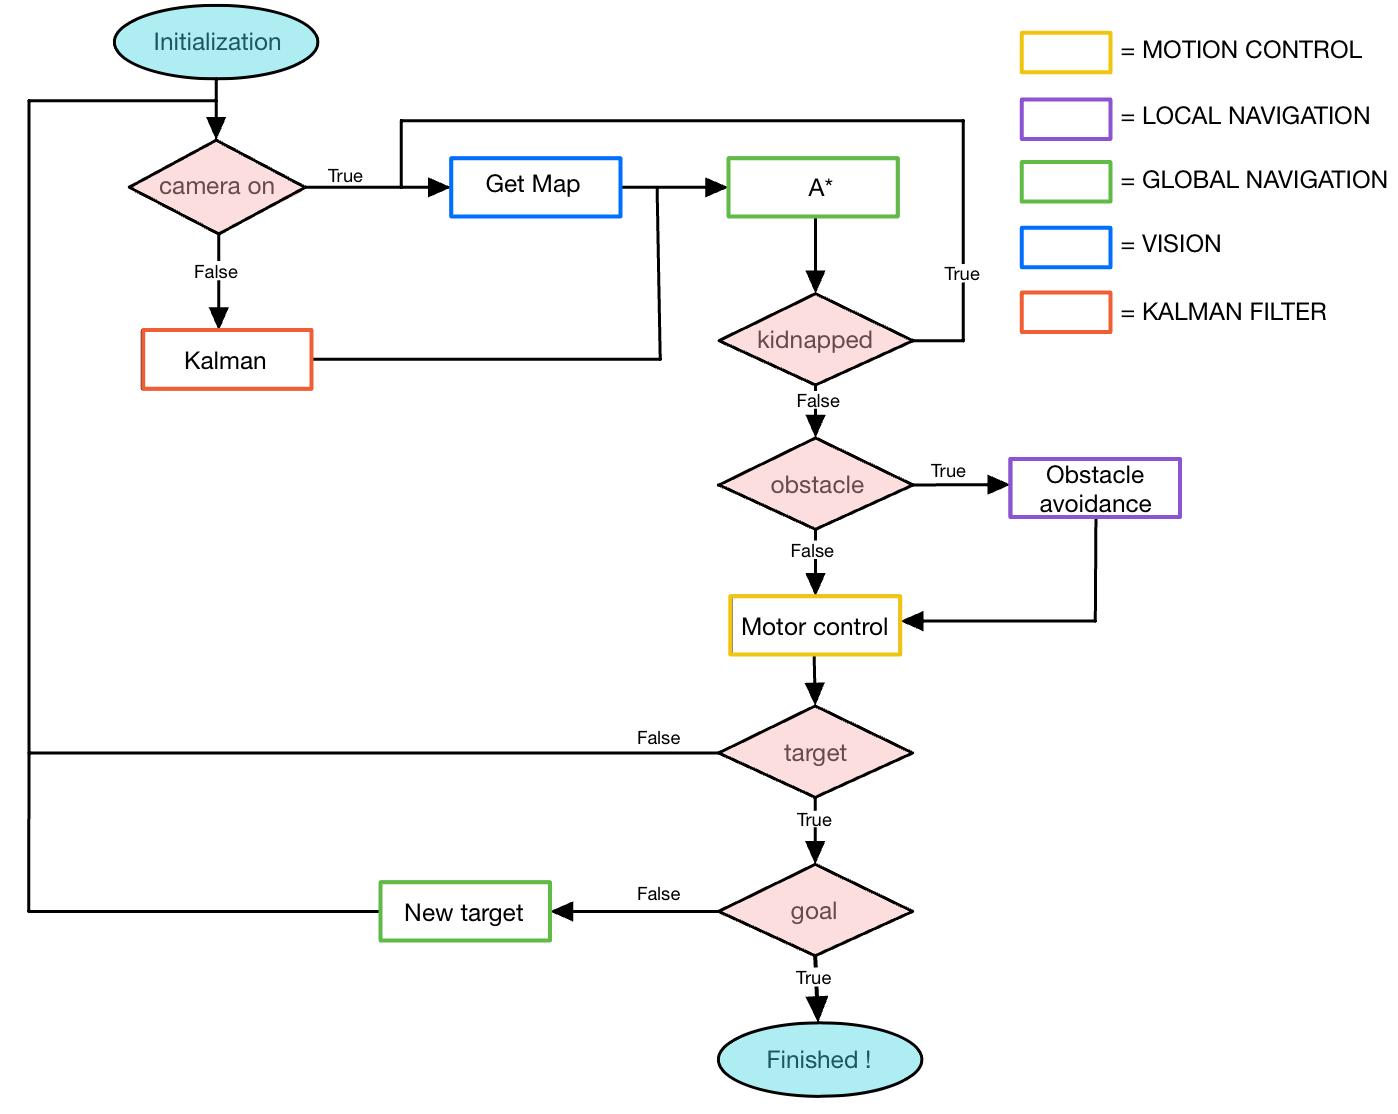 Initialization
= MOTION CONTROL
= LOCAL NAVIGATION
camera on
True
Get Map
A*
= GLOBAL NAVIGATION
= VISION
False
True
= KALMAN FILTER
Kalman
kidnapped
False
obstacle
True
Obstacle
avoidance
False
Motor control
False
target
True
New target
False
goal
True
Finished !